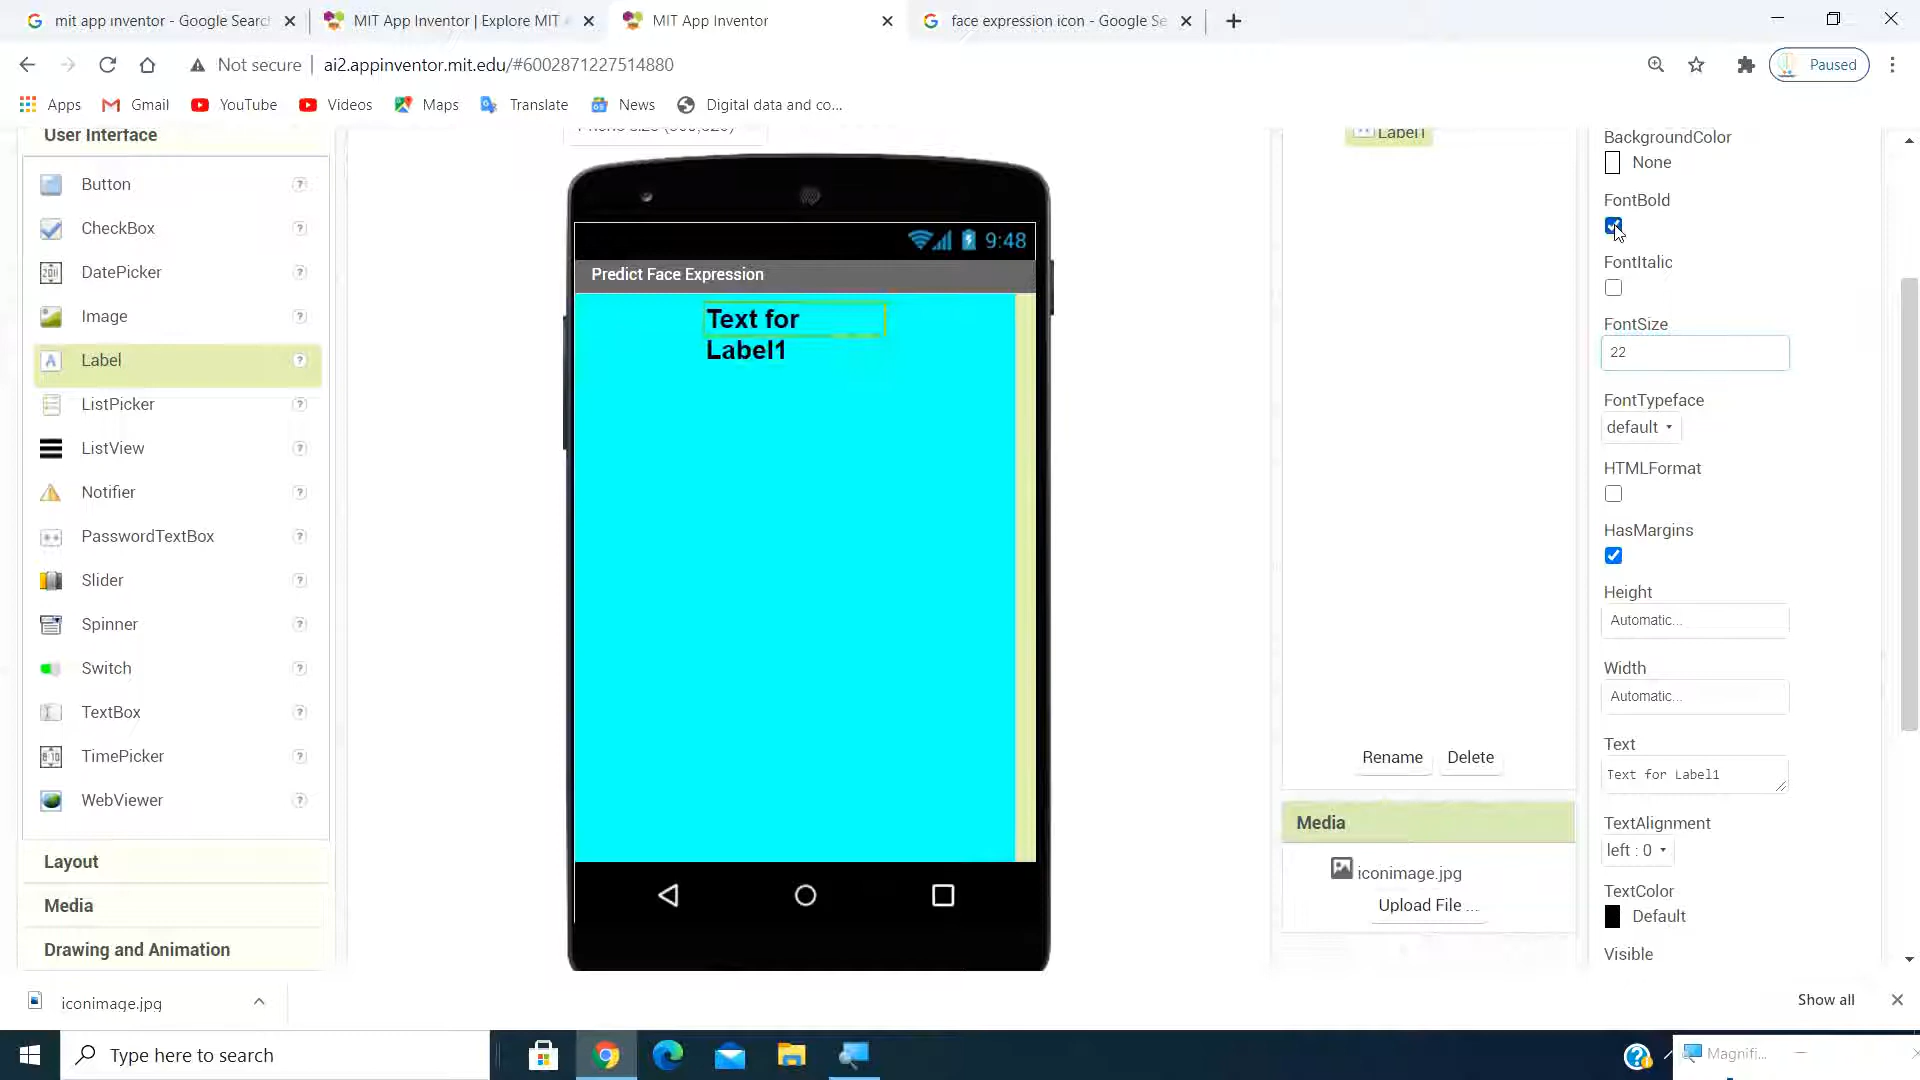 mit app inventor - Google Searc
MIT App Inventor | Explore MIT
MIT App Inventor
face expression icon - Google Se
Not secure
ai2.appinventor.mit.edu/#6002871227514880
Paused
Apps
Gmail
YouTube
Videos
Maps
Translate
News
Digital data and co...
User Interface
Button
CheckBox
DatePicker
Image
Label
ListPicker
ListView
Notifier
PasswordTextBox
Slider
Spinner
Switch
TextBox
TimePicker
WebViewer
Layout
Media
Drawing and Animation
9:48
Predict Face Expression
Text for
Label1
Label1
Rename
Delete
Media
iconimage.jpg
Upload File ...
BackgroundColor
None
FontBold
FontItalic
FontSize
22
FontTypeface
default
HTMLFormat
HasMargins
Height
Automatic...
Width
Automatic...
Text
Text for Label1
TextAlignment
left : 0
TextColor
Default
Visible
iconimage.jpg
Show all
Type here to search
Magnifi...